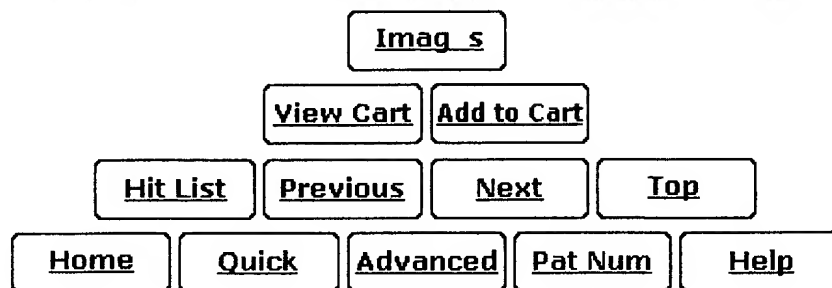 Imag s
View Cart Add to Cart
Hit List Previous Next Top
Home Quick Advanced Pat Num Help